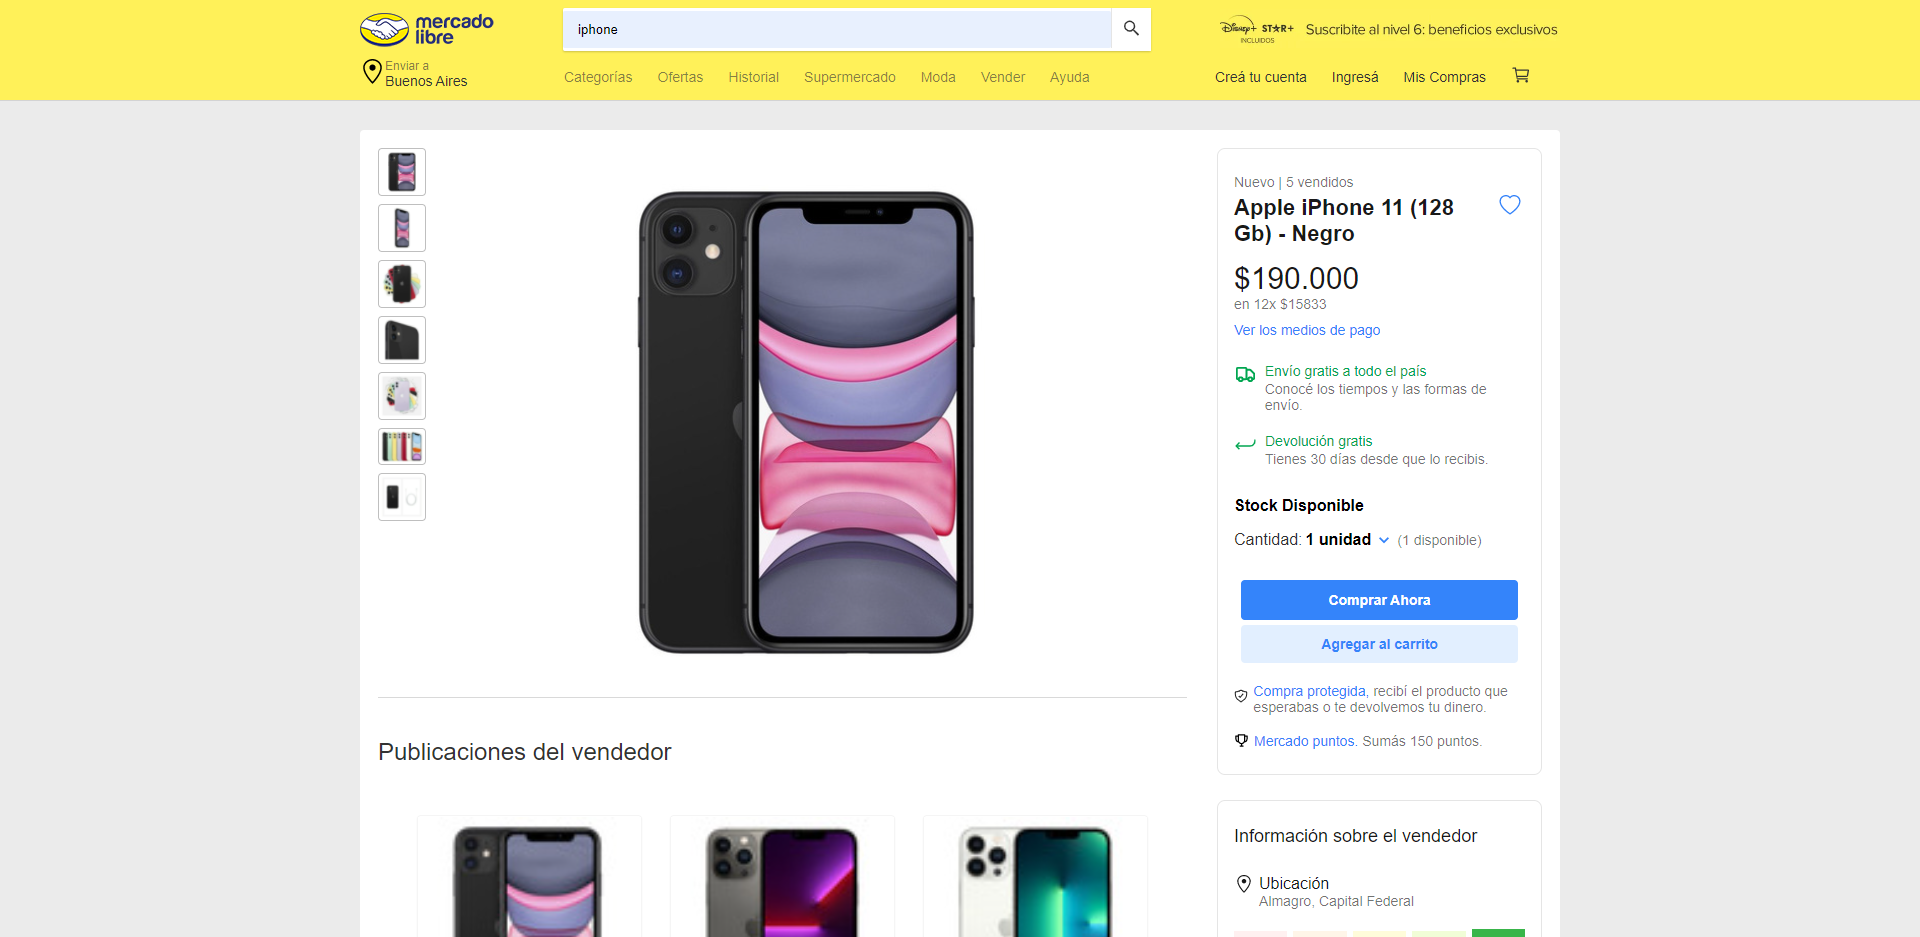 mercado
libre
iphone
Disney+ STAR+
INCLUIDOS
Suscribite al nivel 6: beneficios exclusivos
Enviar a
Buenos Aires
Categorías Ofertas Historial Supermercado Moda Vender Ayuda
Creá tu cuenta Ingresá Mis Compras
Nuevo | 5 vendidos
Apple iPhone 11 (128
Gb) - Negro
$190.000
en 12x $15833
Ver los medios de pago
Envío gratis a todo el país
Conocé los tiempos y las formas de
envío.
Devolución gratis
Tienes 30 días desde que lo recibis.
Stock Disponible
Cantidad: 1 unidad (1 disponible)
Comprar Ahora
Agregar al carrito
Compra protegida, recibí el producto que
esperabas o te devolvemos tu dinero.
Mercado puntos. Sumás 150 puntos.
Publicaciones del vendedor
Información sobre el vendedor
Ubicación
Almagro, Capital Federal